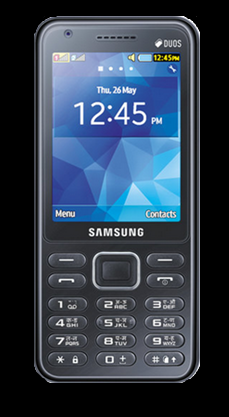 DUOS
12:45PM
Thu, 26 May
12:45 PM
Menu Contacts
SAMSUNG
1
2 ABC 3 DEF
4 GHI 5 JKL 6 MNO
7 PQRS 8 TUV 9 WXYZ
* 0 + #